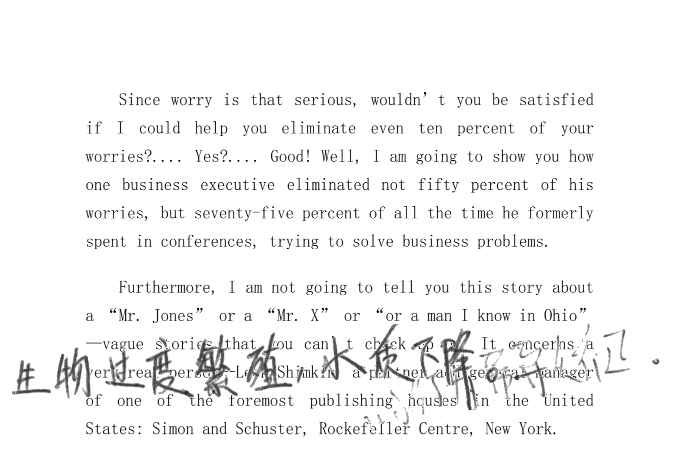 Since worry is that serious, wouldn't you be satisfied
if I could help you eliminate even ten percent of your
worries?.... Yes?.... Good! Well, I am going to show you how
one business executive eliminated not fifty percent of his
worries, but seventy-five percent of all the time he formerly
spent in conferences, trying to solve business problems.
Furthermore, I am not going to tell you this story about
a “Mr. Jones” or a “Mr. X” or “or a man I know in Ohio”
—vague stories that you can't check up on. It concerns a
very real person—Leon Shimkin, a partner and general manager
生物过度繁殖,水质下降
of one of the foremost publishing houses in the United
States: Simon and Schuster, Rockefeller Centre, New York.